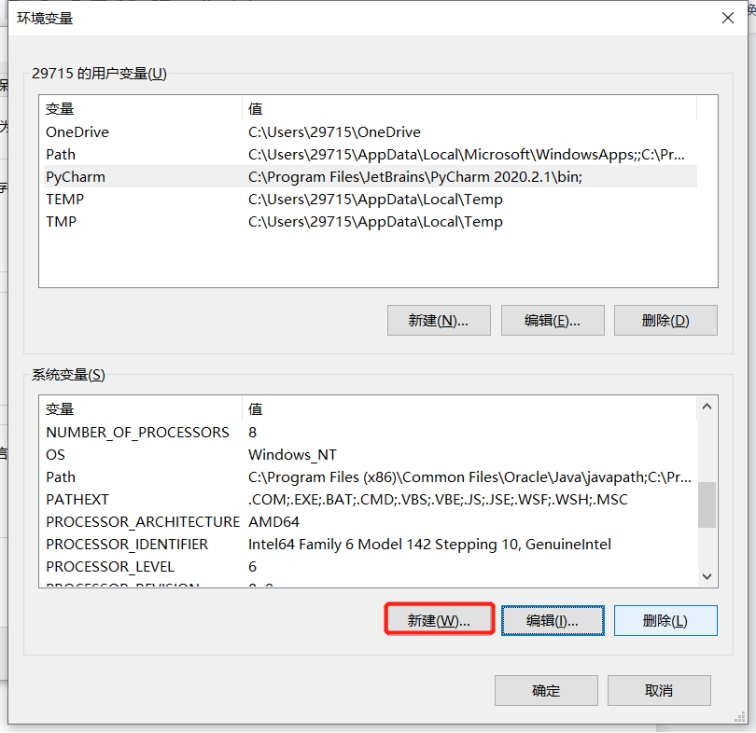 环境变量
29715 的用户变量(U)
变量 值
OneDrive C:\Users\29715\OneDrive
Path C:\Users\29715\AppData\Local\Microsoft\WindowsApps;;C:\Pr...
PyCharm C:\Program Files\JetBrains\PyCharm 2020.2.1\bin;
TEMP C:\Users\29715\AppData\Local\Temp
TMP C:\Users\29715\AppData\Local\Temp
新建(N)... 编辑(E)... 删除(D)
系统变量(S)
变量 值
NUMBER_OF_PROCESSORS 8
OS Windows_NT
Path C:\Program Files (x86)\Common Files\Oracle\Java\javapath;C:\Pr...
PATHEXT .COM;.EXE;.BAT;.CMD;.VBS;.VBE;.JS;.JSE;.WSF;.WSH;.MSC
PROCESSOR_ARCHITECTURE AMD64
PROCESSOR_IDENTIFIER Intel64 Family 6 Model 142 Stepping 10, GenuineIntel
PROCESSOR_LEVEL 6
新建(W)... 编辑(I)... 删除(L)
确定 取消